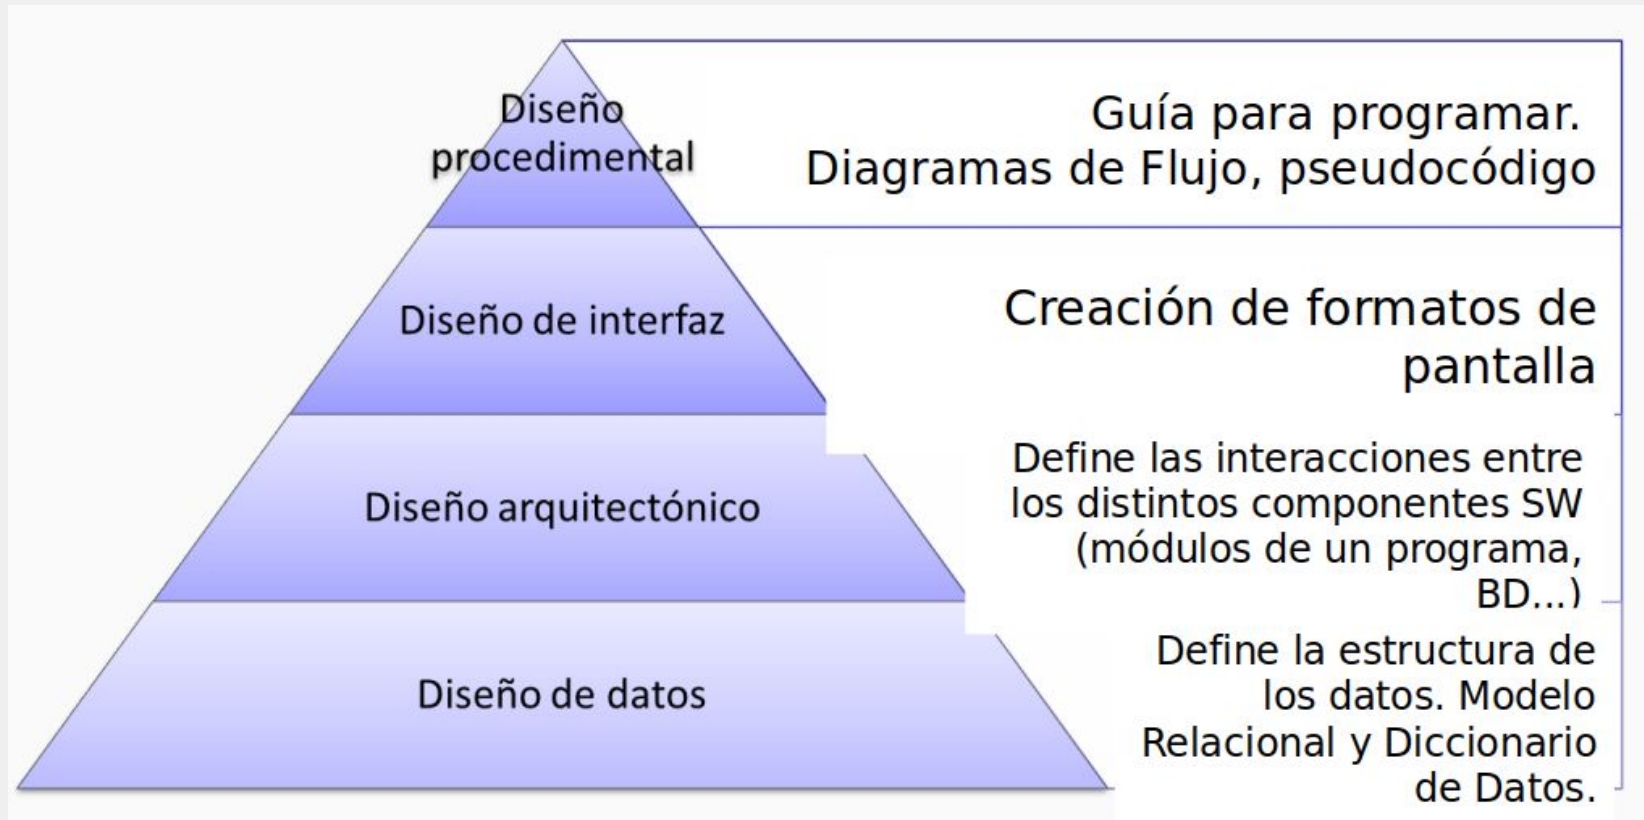 Diseño
procedimental
Guía para programar.
Diagramas de Flujo, pseudocódigo
Diseño de interfaz
Creación de formatos de
pantalla
Diseño arquitectónico
Define las interacciones entre
los distintos componentes SW
(módulos de un programa,
BD...)
Diseño de datos
Define la estructura de
los datos. Modelo
Relacional y Diccionario
de Datos.